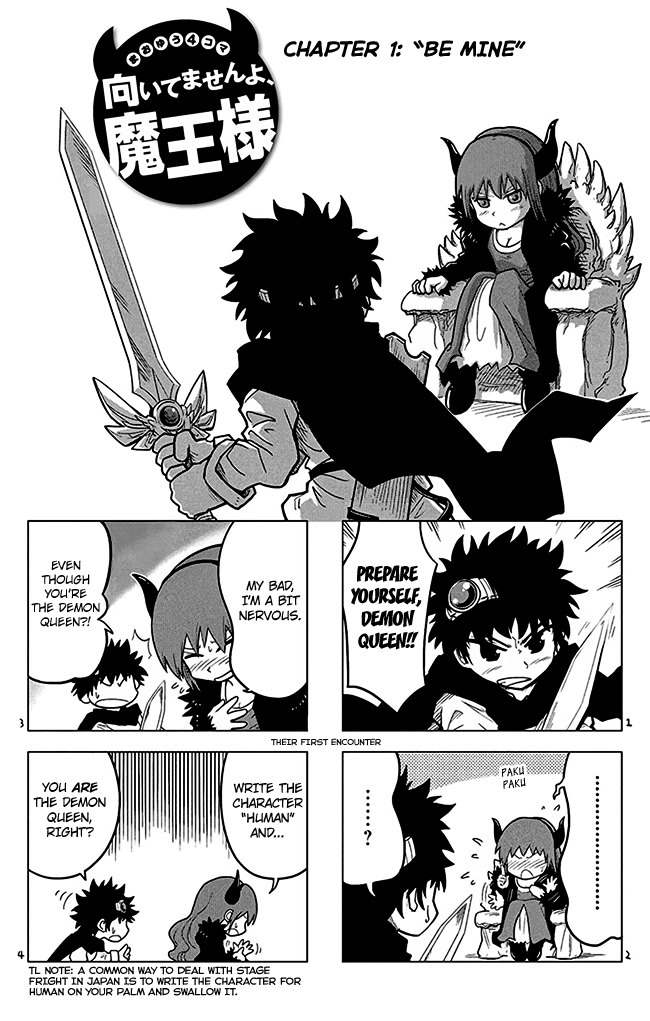 まおゆう4コマ
向いてませんよ、
魔王様
CHAPTER 1: "BE MINE"
PREPARE
YOURSELF,
DEMON
QUEEN!!
1
PAKU
PAKU
............
......
?
2
MY BAD,
I'M A BIT
NERVOUS.
EVEN
THOUGH
YOU'RE
THE DEMON
QUEEN?!
3
THEIR FIRST ENCOUNTER
WRITE THE
CHARACTER
"HUMAN"
AND...
YOU ARE
THE DEMON
QUEEN,
RIGHT?
4
TL NOTE: A COMMON WAY TO DEAL WITH STAGE
FRIGHT IN JAPAN IS TO WRITE THE CHARACTER FOR
HUMAN ON YOUR PALM AND SWALLOW IT.